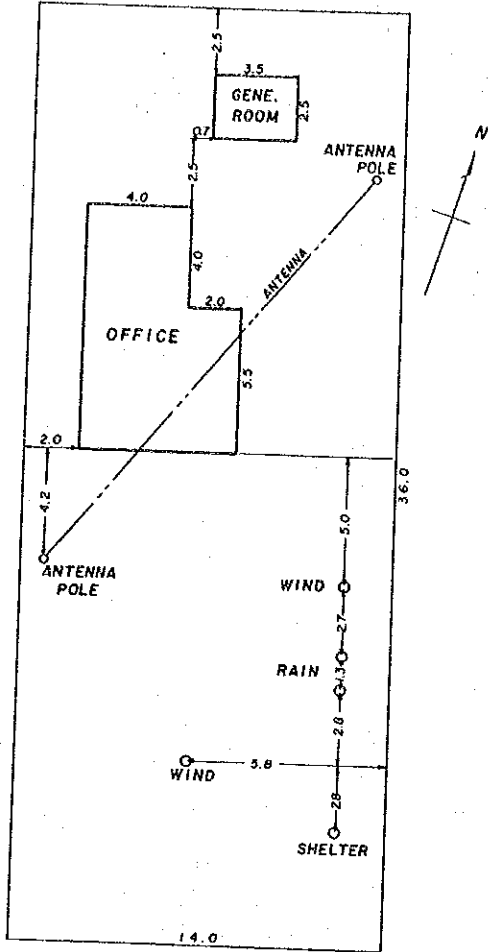 2.5
3.5
GENE.
ROOM
2.5
0.7
N
ANTENNA
POLE
2.5
4.0
4.0
ANTENNA
2.0
OFFICE
5.5
2.0
4.2
36.0
5.0
ANTENNA
POLE
WIND
2.7
RAIN
1.3
2.8
WIND
5.8
2.8
SHELTER
14.0